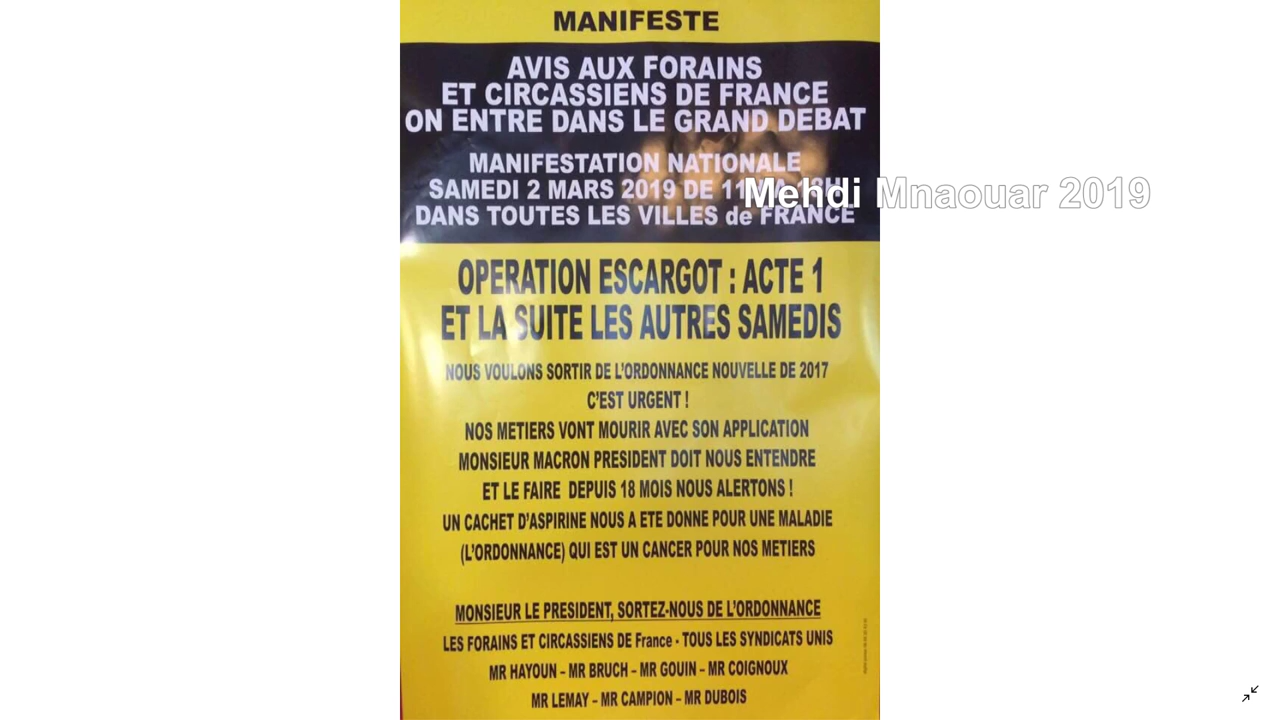 MANIFESTE
AVIS AUX FORAINS
ET CIRCASSIENS DE FRANCE
ON ENTRE DANS LE GRAND DEBAT
MANIFESTATION NATIONALE
SAMEDI 2 MARS 2019 DE
Mehdi Mnaouar 2019
DANS TOUTES LES VILLES de FRANCE
OPERATION ESCARGOT : ACTE 1
ET LA SUITE LES AUTRES SAMEDIS
NOUS VOULONS SORTIR DE L'ORDONNANCE NOUVELLE DE 2017
C'EST URGENT !
NOS METIERS VONT MOURIR AVEC SON APPLICATION
MONSIEUR MACRON PRESIDENT DOIT NOUS ENTENDRE
ET LE FAIRE DEPUIS 18 MOIS NOUS ALERTONS !
UN CACHET D'ASPIRINE NOUS A ETE DONNE POUR UNE MALADIE
(L'ORDONNANCE) QUI EST UN CANCER POUR NOS METIERS
MONSIEUR LE PRESIDENT, SORTEZ-NOUS DE L'ORDONNANCE
LES FORAINS ET CIRCASSIENS DE France - TOUS LES SYNDICATS UNIS
MR HAYOUN – MR BRUCH – MR GOUIN – MR COIGNOUX
MR LEMAY – MR CAMPION – MR DUBOIS